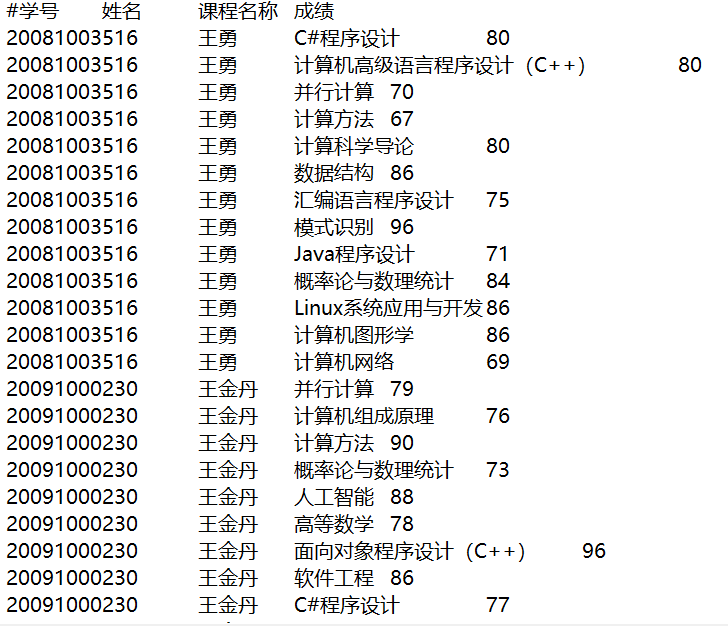 #学号 姓名 课程名称 成绩
20081003516 王勇 C#程序设计 80
20081003516 王勇 计算机高级语言程序设计（C++） 80
20081003516 王勇 并行计算 70
20081003516 王勇 计算方法 67
20081003516 王勇 计算科学导论 80
20081003516 王勇 数据结构 86
20081003516 王勇 汇编语言程序设计 75
20081003516 王勇 模式识别 96
20081003516 王勇 Java程序设计 71
20081003516 王勇 概率论与数理统计 84
20081003516 王勇 Linux系统应用与开发 86
20081003516 王勇 计算机图形学 86
20081003516 王勇 计算机网络 69
20091000230 王金丹 并行计算 79
20091000230 王金丹 计算机组成原理 76
20091000230 王金丹 计算方法 90
20091000230 王金丹 概率论与数理统计 73
20091000230 王金丹 人工智能 88
20091000230 王金丹 高等数学 78
20091000230 王金丹 面向对象程序设计（C++） 96
20091000230 王金丹 软件工程 86
20091000230 王金丹 C#程序设计 77